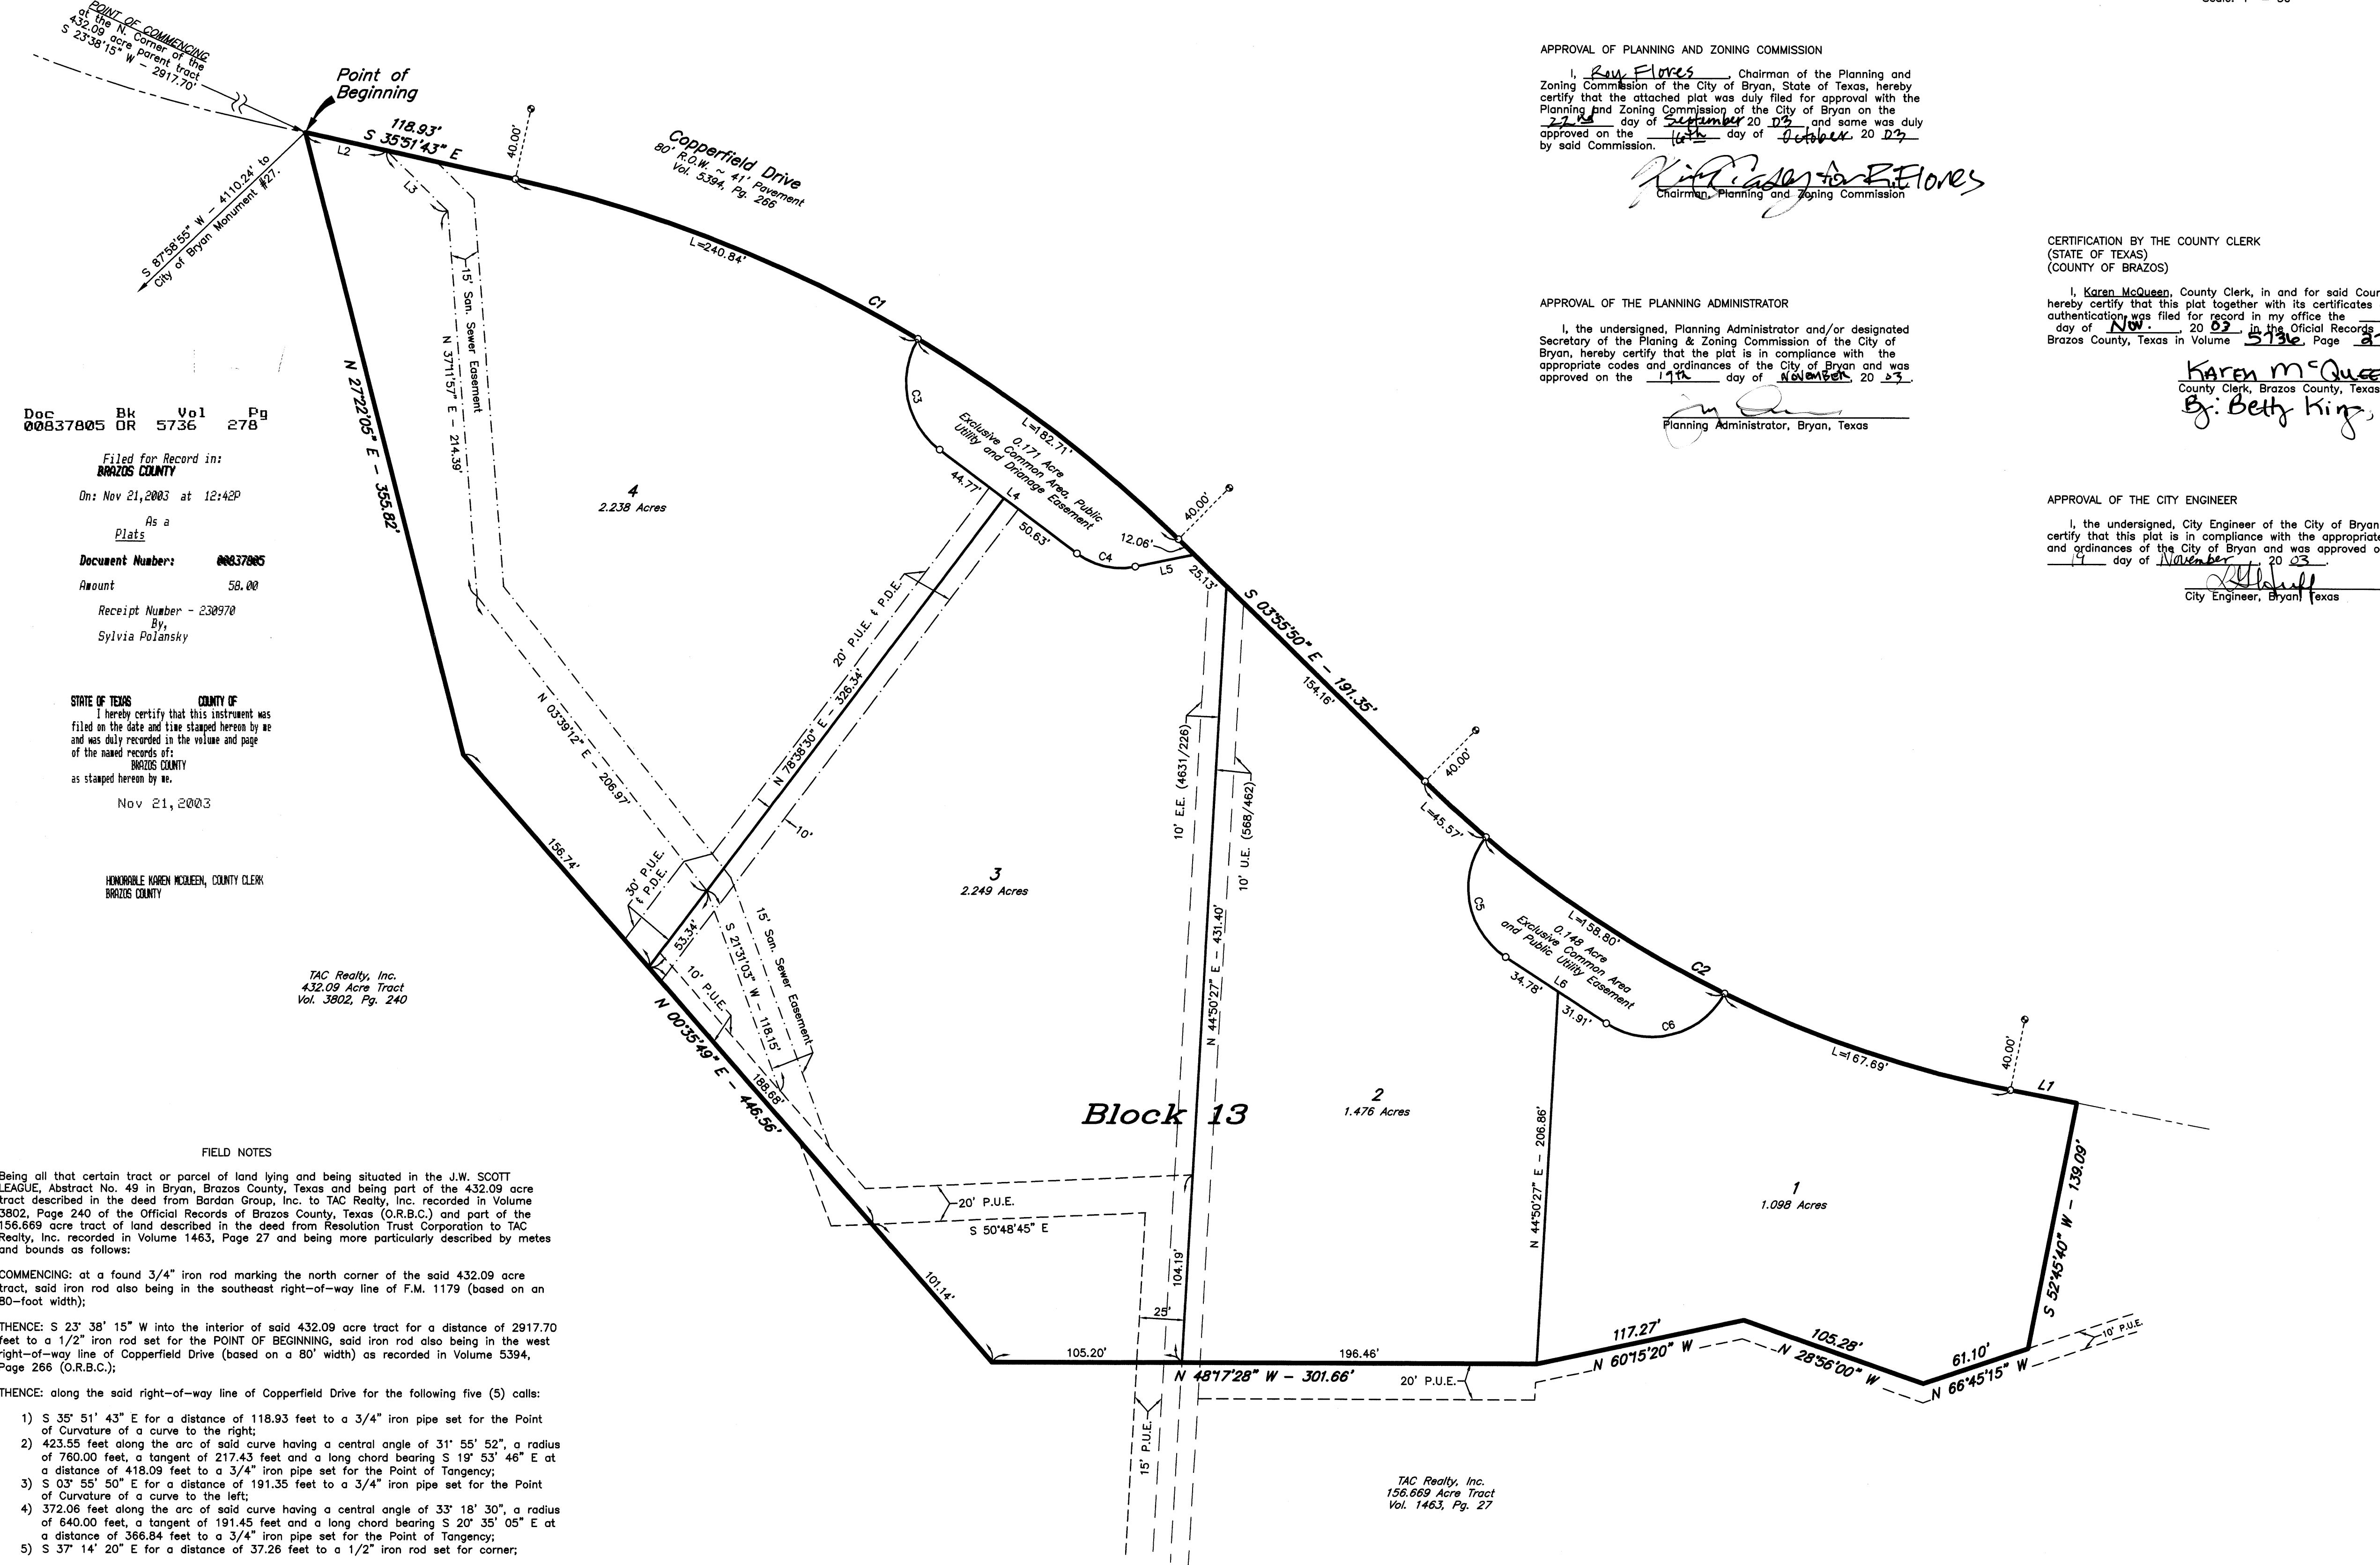 POINT OF COMMENCING
at the N. Corner of the
432.09 acre parent tract
S 23°38'15" W - 2917.70'
Point of
Beginning
118.93'
S 35°51'43" E
L2
L3
40.00'
Copperfield Drive
80' R.O.W. ~ 41' Pavement
Vol. 5394, Pg. 266
S 87°58'55" W - 4110.24' to
City of Bryan Monument #27.
L=240.84'
C1
15' San. Sewer Easement
N 37°11'57" E - 214.39'
N 27°22'05" E - 355.82'
C3
Exclusive Common Area, Public
0.171 Acre
Utility and Drianage Easement
L=182.71'
44.77'
L4
50.63'
C4
L5
12.06'
25.13'
40.00'
4
2.238 Acres
20' P.U.E. & P.D.E.
N 78°38'30" E - 326.34'
10'
N 03°39'12" E - 206.97'
S 03°55'50" E - 191.35'
154.16'
10' E.E. (4631/226)
10' U.E. (568/462)
N 44°50'27" E - 431.40'
40.00'
L=45.57'
156.74'
30' P.U.E.
& P.D.E.
53.34'
3
2.249 Acres
C5
Exclusive Common Area
0.148 Acre
and Public Utility Easement
L=158.80'
C2
34.78'
L6
31.91'
C6
10' P.U.E.
S 21°31'03" W - 118.15'
15' San. Sewer Easement
188.68'
N 00°35'49" E - 446.56'
L=167.69'
40.00'
L1
Block 13
2
1.476 Acres
N 44°50'27" E - 206.86'
1
1.098 Acres
S 52°45'40" W - 139.09'
20' P.U.E.
S 50°48'45" E
101.14'
104.19'
25'
105.20'
196.46'
N 48°17'28" W - 301.66'
20' P.U.E.
15' P.U.E.
117.27'
N 60°15'20" W
105.28'
N 28°56'00" W
61.10'
N 66°45'15" W
10' P.U.E.
TAC Realty, Inc.
432.09 Acre Tract
Vol. 3802, Pg. 240
TAC Realty, Inc.
156.669 Acre Tract
Vol. 1463, Pg. 27
Doc Bk Vol Pg
00837805 OR 5736 278
Filed for Record in:
BRAZOS COUNTY
On: Nov 21,2003 at 12:42P
As a
Plats
Document Number: 00837805
Amount 58.00
Receipt Number - 230970
By,
Sylvia Polansky
STATE OF TEXAS COUNTY OF
I hereby certify that this instrument was
filed on the date and time stamped hereon by me
and was duly recorded in the volume and page
of the named records of:
BRAZOS COUNTY
as stamped hereon by me.
Nov 21,2003
HONORABLE KAREN MCQUEEN, COUNTY CLERK
BRAZOS COUNTY
FIELD NOTES
Being all that certain tract or parcel of land lying and being situated in the J.W. SCOTT
LEAGUE, Abstract No. 49 in Bryan, Brazos County, Texas and being part of the 432.09 acre
tract described in the deed from Bardan Group, Inc. to TAC Realty, Inc. recorded in Volume
3802, Page 240 of the Official Records of Brazos County, Texas (O.R.B.C.) and part of the
156.669 acre tract of land described in the deed from Resolution Trust Corporation to TAC
Realty, Inc. recorded in Volume 1463, Page 27 and being more particularly described by metes
and bounds as follows:
COMMENCING: at a found 3/4" iron rod marking the north corner of the said 432.09 acre
tract, said iron rod also being in the southeast right-of-way line of F.M. 1179 (based on an
80-foot width);
THENCE: S 23° 38' 15" W into the interior of said 432.09 acre tract for a distance of 2917.70
feet to a 1/2" iron rod set for the POINT OF BEGINNING, said iron rod also being in the west
right-of-way line of Copperfield Drive (based on a 80' width) as recorded in Volume 5394,
Page 266 (O.R.B.C.);
THENCE: along the said right-of-way line of Copperfield Drive for the following five (5) calls:
1) S 35° 51' 43" E for a distance of 118.93 feet to a 3/4" iron pipe set for the Point
of Curvature of a curve to the right;
2) 423.55 feet along the arc of said curve having a central angle of 31° 55' 52", a radius
of 760.00 feet, a tangent of 217.43 feet and a long chord bearing S 19° 53' 46" E at
a distance of 418.09 feet to a 3/4" iron pipe set for the Point of Tangency;
3) S 03° 55' 50" E for a distance of 191.35 feet to a 3/4" iron pipe set for the Point
of Curvature of a curve to the left;
4) 372.06 feet along the arc of said curve having a central angle of 33° 18' 30", a radius
of 640.00 feet, a tangent of 191.45 feet and a long chord bearing S 20° 35' 05" E at
a distance of 366.84 feet to a 3/4" iron pipe set for the Point of Tangency;
5) S 37° 14' 20" E for a distance of 37.26 feet to a 1/2" iron rod set for corner;
APPROVAL OF PLANNING AND ZONING COMMISSION
I, Roy Flores, Chairman of the Planning and
Zoning Commission of the City of Bryan, State of Texas, hereby
certify that the attached plat was duly filed for approval with the
Planning and Zoning Commission of the City of Bryan on the
22nd day of September 20 03 and same was duly
approved on the 16th day of October, 20 03
by said Commission.
for R. Flores
Chairman, Planning and Zoning Commission
APPROVAL OF THE PLANNING ADMINISTRATOR
I, the undersigned, Planning Administrator and/or designated
Secretary of the Planing & Zoning Commission of the City of
Bryan, hereby certify that the plat is in compliance with the
appropriate codes and ordinances of the City of Bryan and was
approved on the 19th day of NOVEMBER, 20 03.
Planning Administrator, Bryan, Texas
CERTIFICATION BY THE COUNTY CLERK
(STATE OF TEXAS)
(COUNTY OF BRAZOS)
I, Karen McQueen, County Clerk, in and for said Coun
hereby certify that this plat together with its certificates
authentication was filed for record in my office the
day of Nov., 20 03, in the Oficial Records
Brazos County, Texas in Volume 5736, Page 27
KAREN McQUEE
County Clerk, Brazos County, Texas
By: Betty King,
APPROVAL OF THE CITY ENGINEER
I, the undersigned, City Engineer of the City of Bryan
certify that this plat is in compliance with the appropriate
and ordinances of the City of Bryan and was approved o
19 day of November, 20 03.
City Engineer, Bryan, Texas